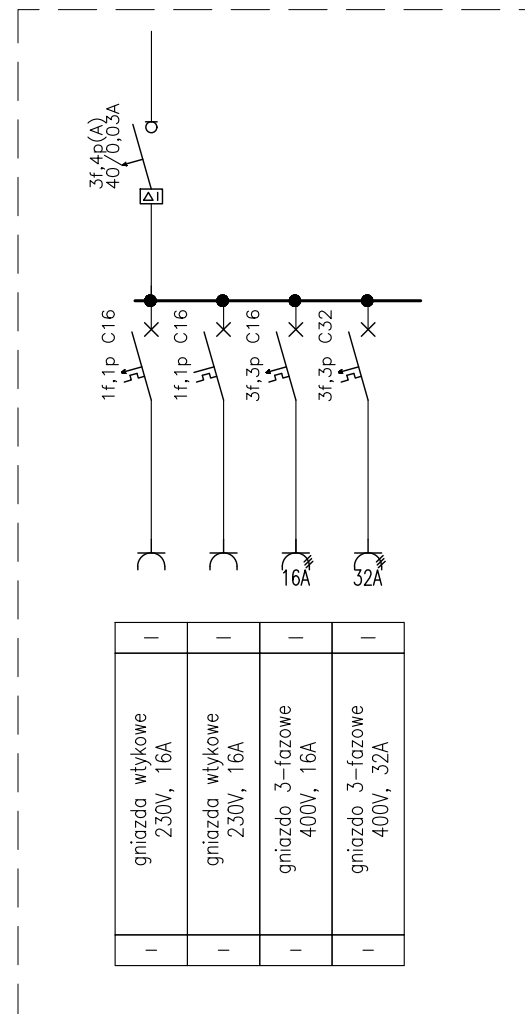 3f,4p(A)
40/0,03A
1f,1p C16
1f,1p C16
3f,3p C16
3f,3p C32
16A
32A
gniazda wtykowe
230V, 16A
gniazda wtykowe
230V, 16A
gniazdo 3-fazowe
400V, 16A
gniazdo 3-fazowe
400V, 32A